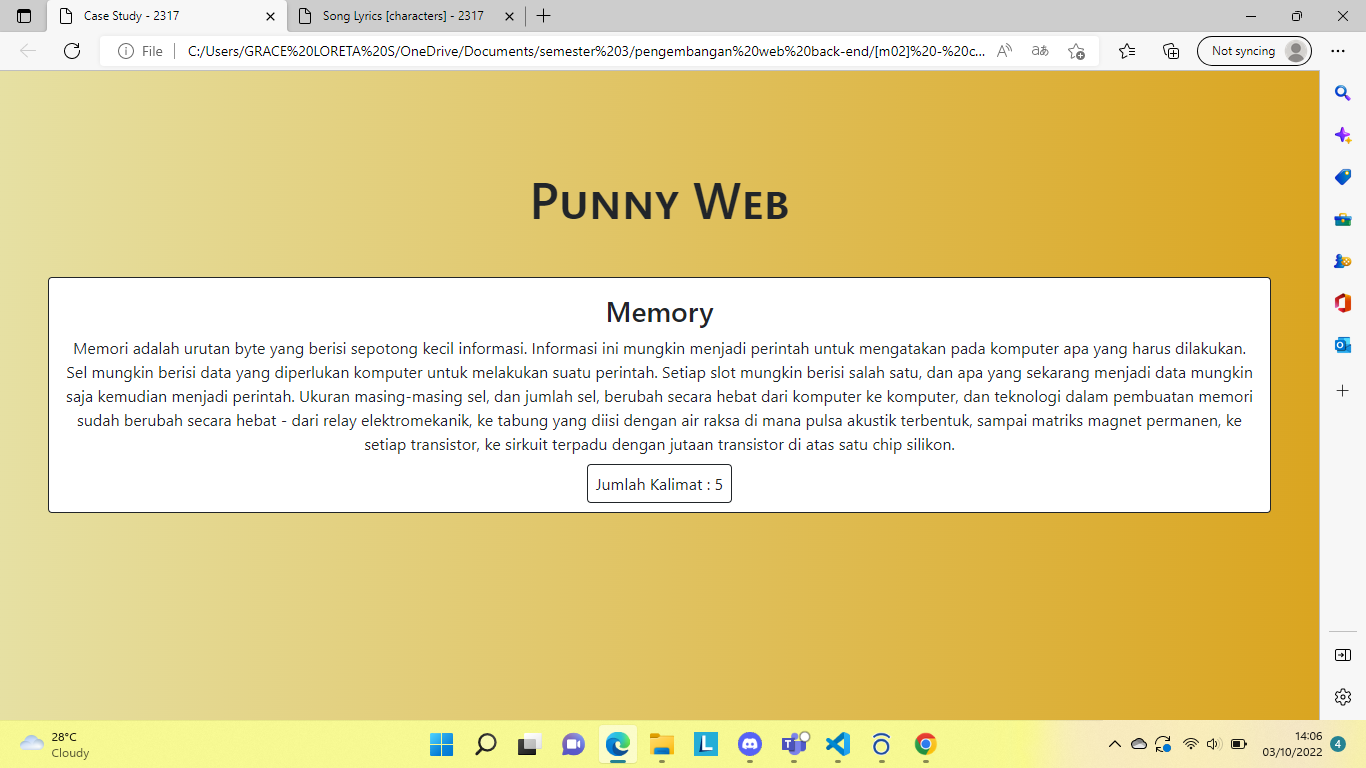 Case Study - 2317
Song Lyrics [characters] - 2317
File
C:/Users/GRACE%20LORETA%20S/OneDrive/Documents/semester%203/pengembangan%20web%20back-end/[m02]%20-%20c...
Not syncing
Punny Web
Memory
Memori adalah urutan byte yang berisi sepotong kecil informasi. Informasi ini mungkin menjadi perintah untuk mengatakan pada komputer apa yang harus dilakukan.
Sel mungkin berisi data yang diperlukan komputer untuk melakukan suatu perintah. Setiap slot mungkin berisi salah satu, dan apa yang sekarang menjadi data mungkin
saja kemudian menjadi perintah. Ukuran masing-masing sel, dan jumlah sel, berubah secara hebat dari komputer ke komputer, dan teknologi dalam pembuatan memori
sudah berubah secara hebat - dari relay elektromekanik, ke tabung yang diisi dengan air raksa di mana pulsa akustik terbentuk, sampai matriks magnet permanen, ke
setiap transistor, ke sirkuit terpadu dengan jutaan transistor di atas satu chip silikon.
Jumlah Kalimat : 5
28°C
Cloudy
14:06
03/10/2022
4